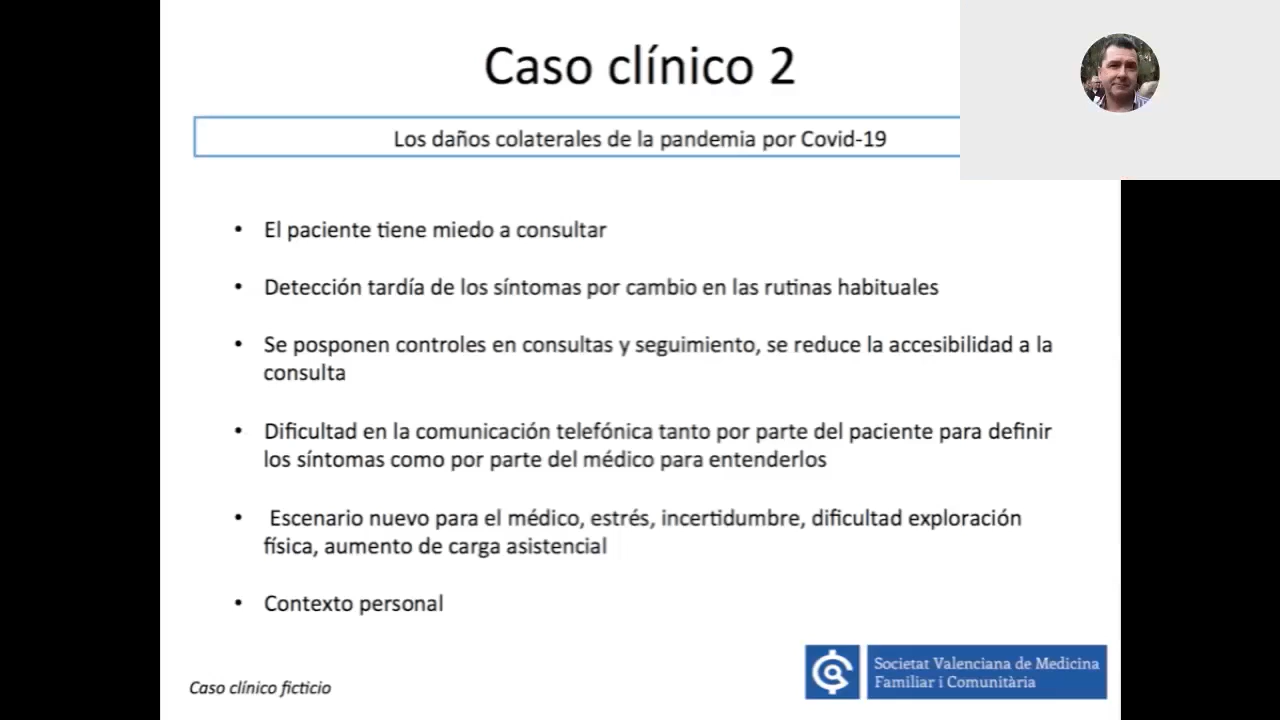 Caso clínico 2
Los daños colaterales de la pandemia por Covid-19
• El paciente tiene miedo a consultar
• Detección tardía de los síntomas por cambio en las rutinas habituales
• Se posponen controles en consultas y seguimiento, se reduce la accesibilidad a la
consulta
• Dificultad en la comunicación telefónica tanto por parte del paciente para definir
los síntomas como por parte del médico para entenderlos
• Escenario nuevo para el médico, estrés, incertidumbre, dificultad exploración
física, aumento de carga asistencial
• Contexto personal
Societat Valenciana de Medicina
Familiar i Comunitària
Caso clínico ficticio